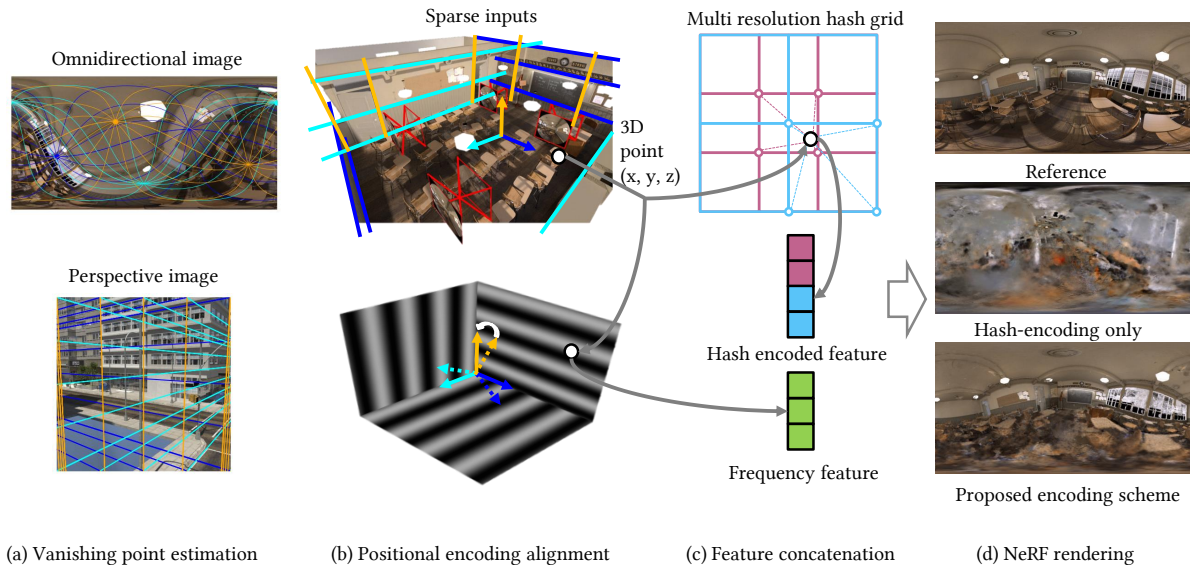 Omnidirectional image
Perspective image
(a) Vanishing point estimation
Sparse inputs
3D
point
(x, y, z)
(b) Positional encoding alignment
Multi resolution hash grid
Hash encoded feature
Frequency feature
(c) Feature concatenation
Reference
Hash-encoding only
Proposed encoding scheme
(d) NeRF rendering